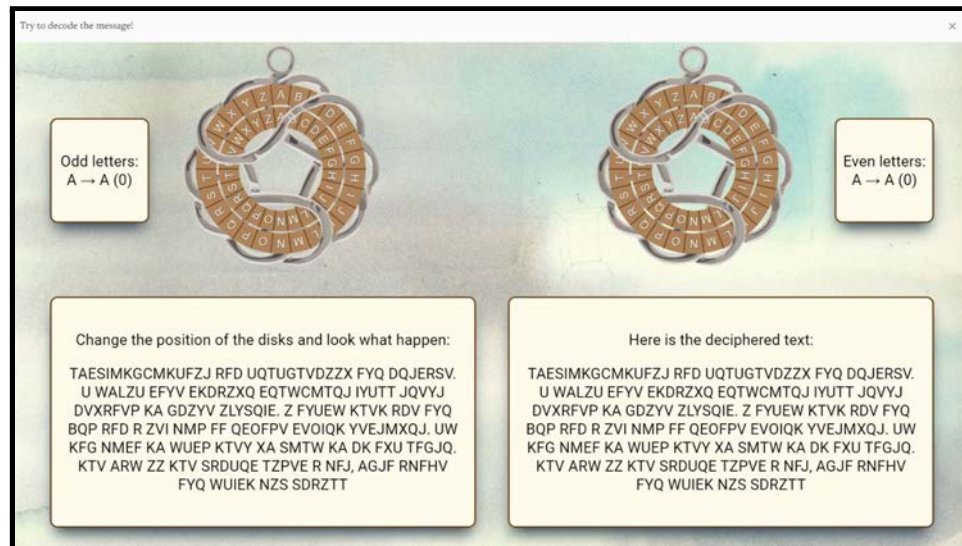 Try to decode the message!
×
Odd letters:
A → A (0)
Even letters:
A → A (0)
Change the position of the disks and look what happen:
TAESIMKGCMKUFZJ RFD UQTUGTVDZZX FYQ DQJERSV.
U WALZU EFYV EKDRZXQ EQTWCMTQJ IYUTT JQVYJ
DVXRFVP KA GDZYV ZLYSQIE. Z FYUEW KTVK RDV FYQ
BQP RFD R ZVI NMP FF QEOFPV EVOIQK YVEJMXQJ. UW
KFG NMEF KA WUEP KTVY XA SMTW KA DK FXU TFGJQ.
KTV ARW ZZ KTV SRDUQE TZPVE R NFJ, AGJF RNFHV
FYQ WUIEK NZS SDRZTT
Here is the deciphered text:
TAESIMKGCMKUFZJ RFD UQTUGTVDZZX FYQ DQJERSV.
U WALZU EFYV EKDRZXQ EQTWCMTQJ IYUTT JQVYJ
DVXRFVP KA GDZYV ZLYSQIE. Z FYUEW KTVK RDV FYQ
BQP RFD R ZVI NMP FF QEOFPV EVOIQK YVEJMXQJ. UW
KFG NMEF KA WUEP KTVY XA SMTW KA DK FXU TFGJQ.
KTV ARW ZZ KTV SRDUQE TZPVE R NFJ, AGJF RNFHV
FYQ WUIEK NZS SDRZTT